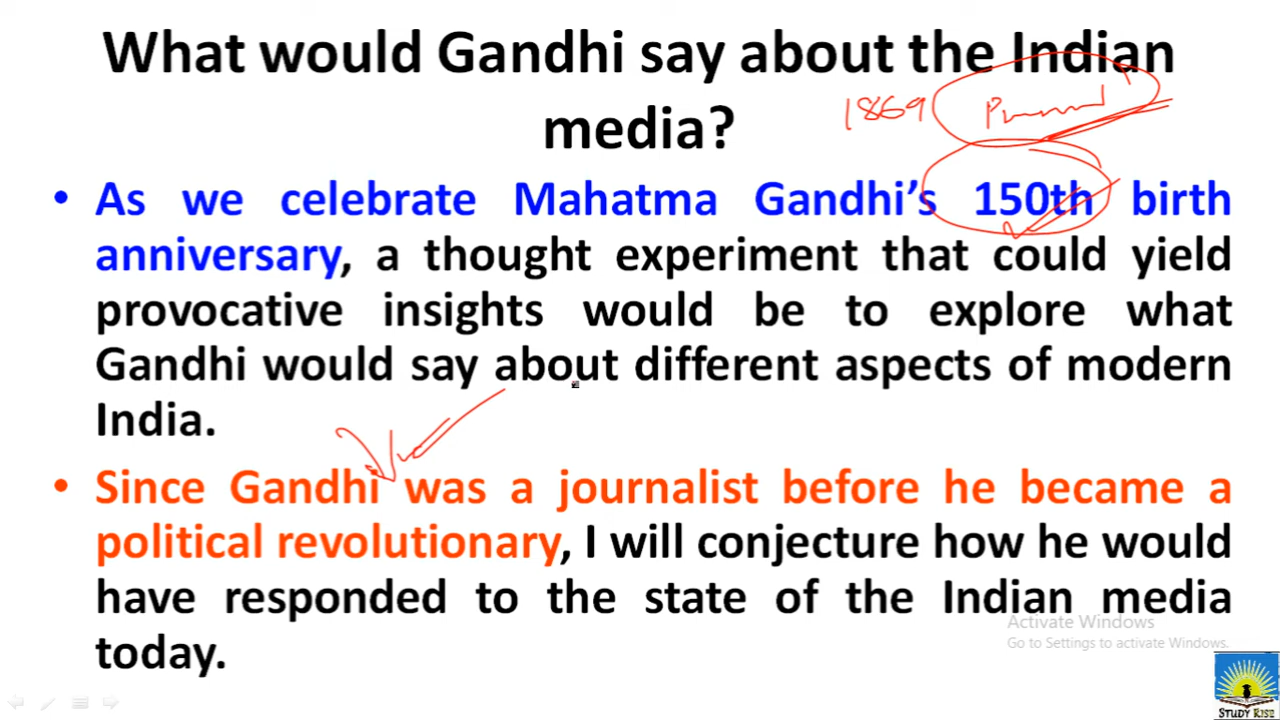 What would Gandhi say about the Indian
media?
1869
• As we celebrate Mahatma Gandhi's 150th birth
anniversary, a thought experiment that could yield
provocative insights would be to explore what
Gandhi would say about different aspects of modern
India.
• Since Gandhi was a journalist before he became a
political revolutionary, I will conjecture how he would
have responded to the state of the Indian media
today.
Activate Windows
Go to Settings to activate Windows.
STUDY RISE